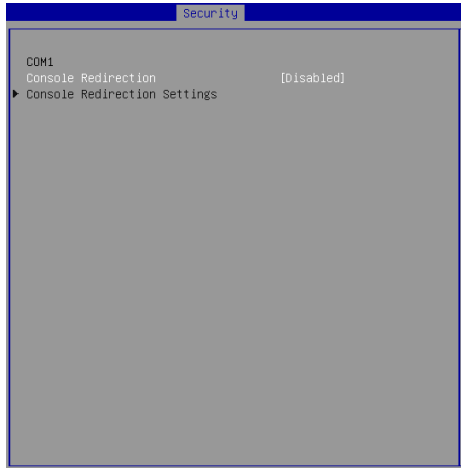 Security
COM1
Console Redirection [Disabled]
Console Redirection Settings